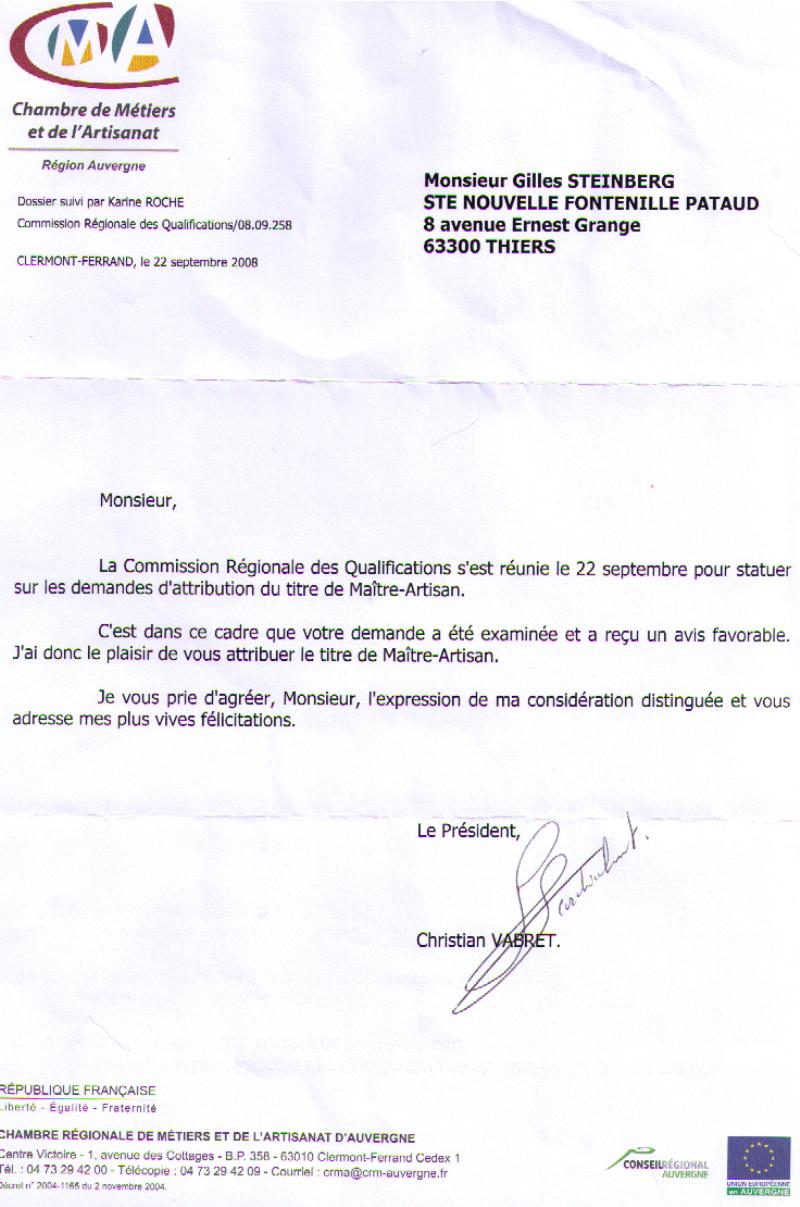 CMA
Chambre de Métiers
et de l'Artisanat
Région Auvergne
Dossier suivi par Karine ROCHE
Commission Régionale des Qualifications/08.09.258
CLERMONT-FERRAND, le 22 septembre 2008
Monsieur Gilles STEINBERG
STE NOUVELLE FONTENILLE PATAUD
8 avenue Ernest Grange
63300 THIERS
Monsieur,
La Commission Régionale des Qualifications s'est réunie le 22 septembre pour statuer
sur les demandes d'attribution du titre de Maître-Artisan.
C'est dans ce cadre que votre demande a été examinée et a reçu un avis favorable.
J'ai donc le plaisir de vous attribuer le titre de Maître-Artisan.
Je vous prie d'agréer, Monsieur, l'expression de ma considération distinguée et vous
adresse mes plus vives félicitations.
Le Président,
Christian VABRET.
RÉPUBLIQUE FRANÇAISE
Liberté - Égalité - Fraternité
CHAMBRE RÉGIONALE DE MÉTIERS ET DE L'ARTISANAT D'AUVERGNE
Centre Victoire - 1, avenue des Cottages - B.P. 358 - 63010 Clermont-Ferrand Cedex 1
Tél. : 04 73 29 42 00 - Télécopie : 04 73 29 42 09 - Courriel : crma@crm-auvergne.fr
Décret n° 2004-1165 du 2 novembre 2004.
CONSEIL RÉGIONAL
AUVERGNE
UNION EUROPÉENNE
en AUVERGNE